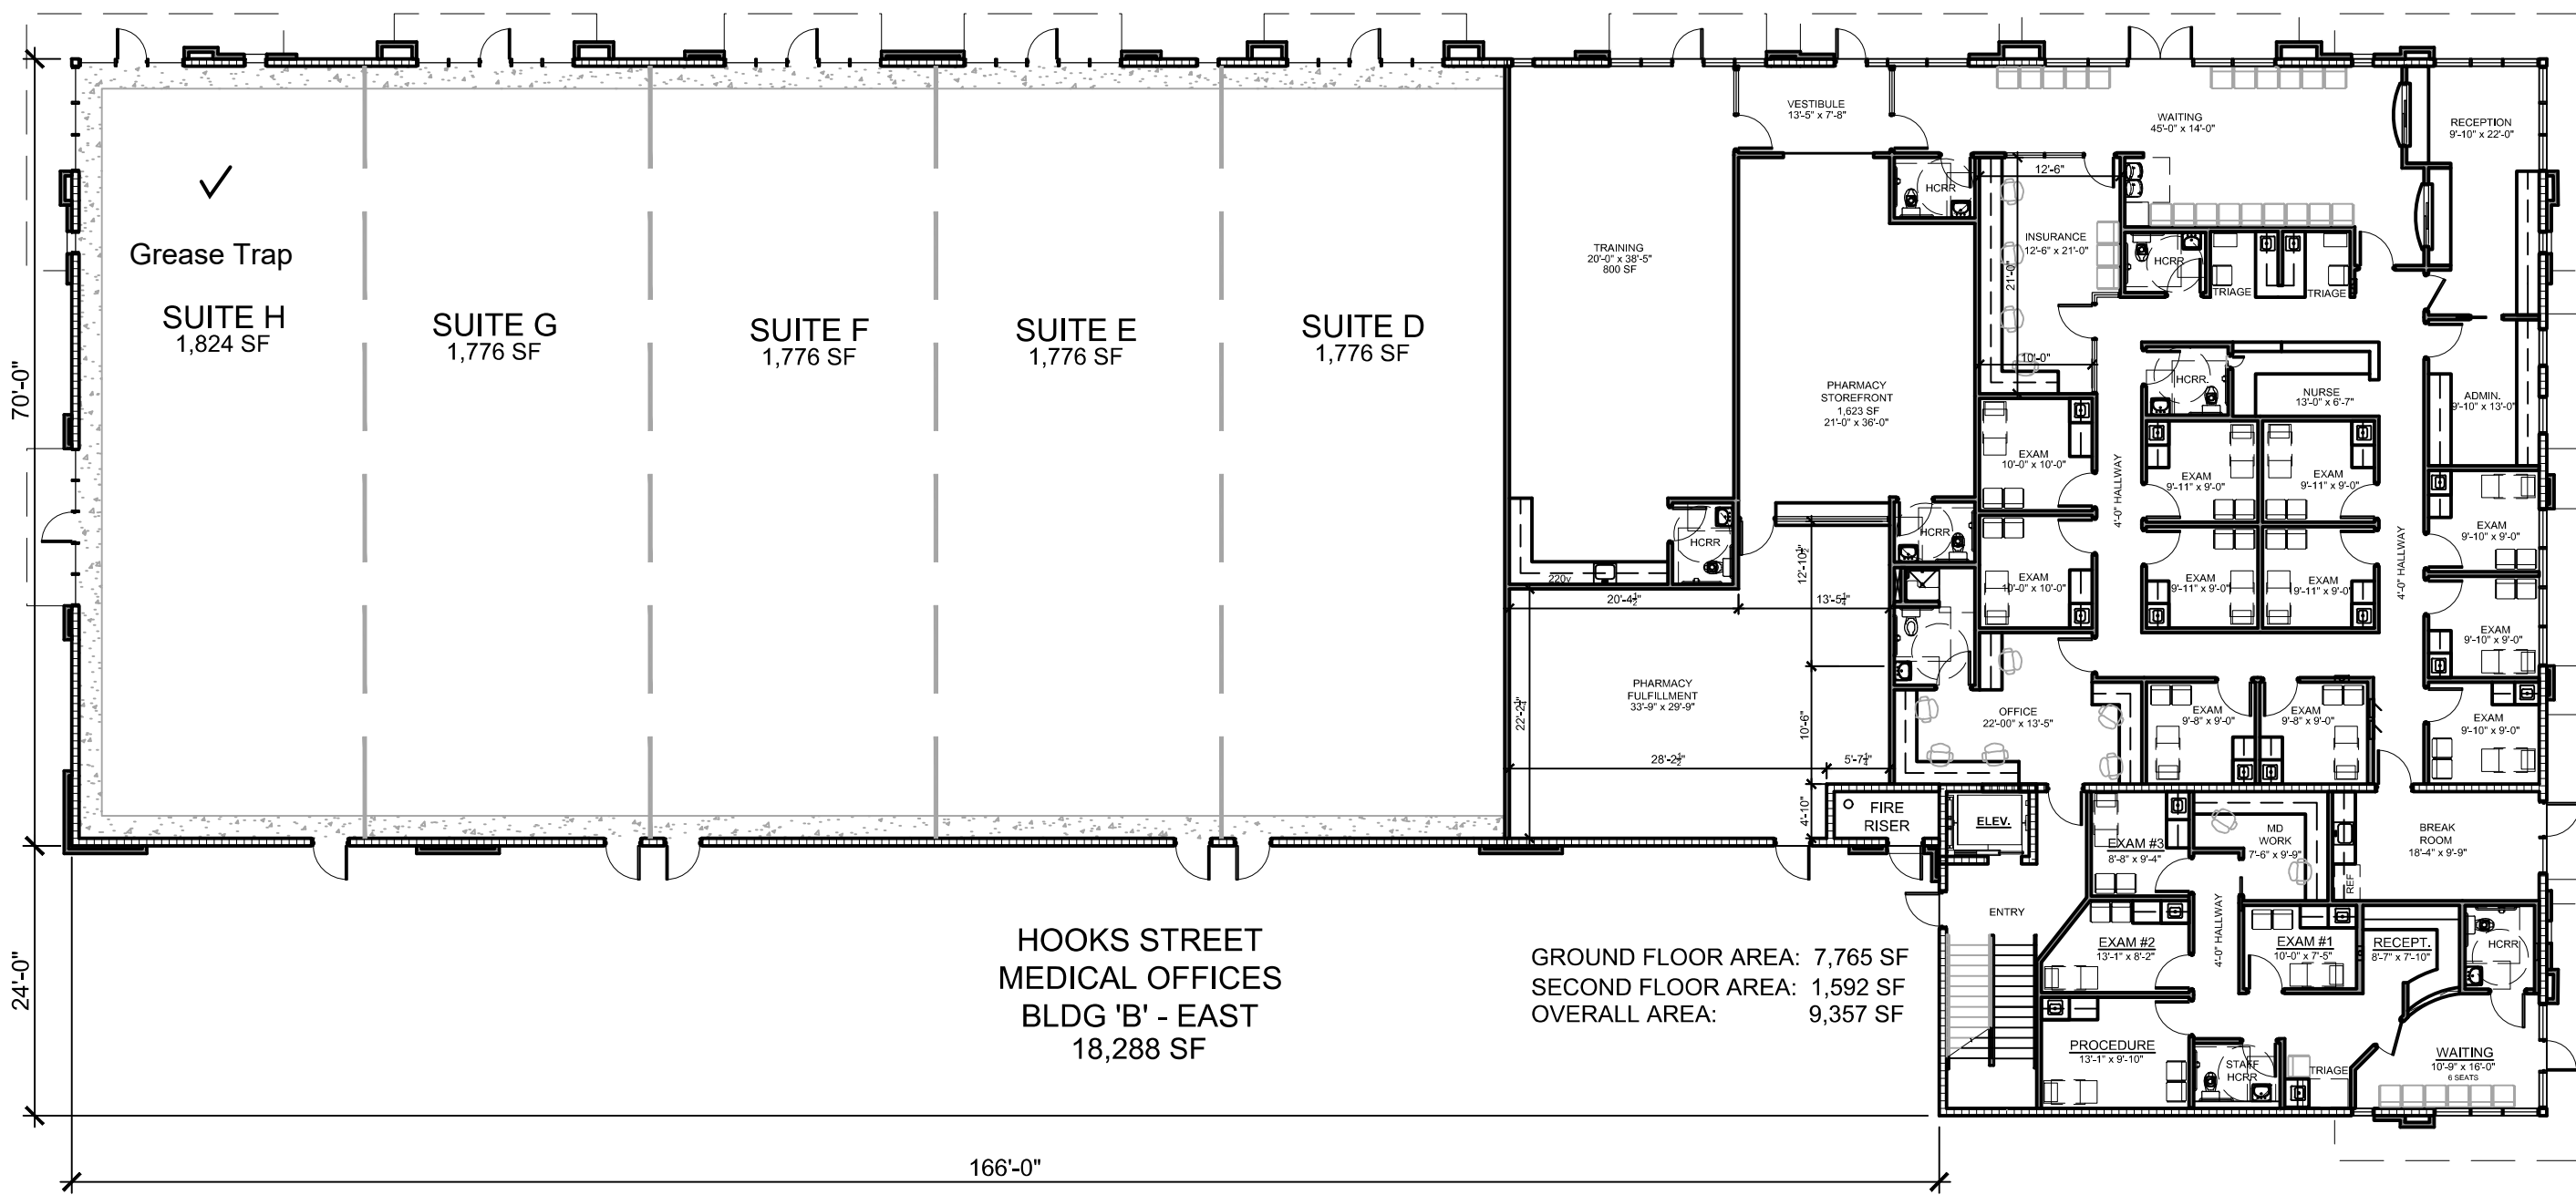 VESTIBULE
13'-5" x 7'-8"
WAITING
45'-0" x 14'-0"
RECEPTION
9'-10" x 22'-0"
Grease Trap
SUITE H
1,824 SF
SUITE G
1,776 SF
SUITE F
1,776 SF
SUITE E
1,776 SF
SUITE D
1,776 SF
70'-0"
24'-0"
166'-0"
TRAINING
20'-0" x 38'-5"
800 SF
HCRR
12'-6"
INSURANCE
12'-6" x 21'-0"
21'-0"
10'-0"
HCRR
TRIAGE
TRIAGE
PHARMACY
STOREFRONT
1,623 SF
21'-0" x 36'-0"
HCRR.
NURSE
13'-0" x 6'-7"
ADMIN.
9'-10" x 13'-0"
EXAM
10'-0" x 10'-0"
4'-0" HALLWAY
EXAM
9'-11" x 9'-0"
EXAM
9'-11" x 9'-0"
4'-0" HALLWAY
EXAM
9'-10" x 9'-0"
HCRR
220v
HCRR
12'-10½"
EXAM
10'-0" x 10'-0"
EXAM
9'-11" x 9'-0"
EXAM
9'-11" x 9'-0"
EXAM
9'-10" x 9'-0"
20'-4½"
13'-5¼"
PHARMACY
FULFILLMENT
33'-9" x 29'-9"
10'-6"
28'-2½"
5'-7¼"
4'-10"
OFFICE
22'-00" x 13'-5"
EXAM
9'-8" x 9'-0"
EXAM
9'-8" x 9'-0"
EXAM
9'-10" x 9'-0"
FIRE
RISER
ELEV.
EXAM #3
8'-8" x 9'-4"
MD
WORK
7'-6" x 9'-9"
REF
BREAK
ROOM
18'-4" x 9'-9"
ENTRY
4'-0" HALLWAY
EXAM #2
13'-1" x 8'-2"
EXAM #1
10'-0" x 7'-5"
RECEPT.
8'-7" x 7'-10"
HCRR
PROCEDURE
13'-1" x 9'-10"
STAFF
HCRR
TRIAGE
WAITING
10'-9" x 16'-0"
6 SEATS
HOOKS STREET
MEDICAL OFFICES
BLDG 'B' - EAST
18,288 SF
GROUND FLOOR AREA: 7,765 SF
SECOND FLOOR AREA: 1,592 SF
OVERALL AREA: 9,357 SF